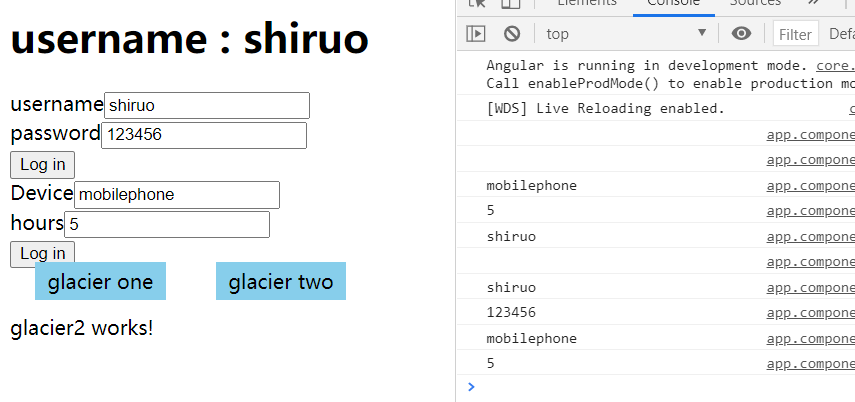 username : shiruo
username shiruo
password 123456
Log in
Device mobilephone
hours 5
Log in
glacier one glacier two
glacier2 works!
Elements Console Sources »
top Filter
Angular is running in development mode. core.
Call enableProdMode() to enable production mo
[WDS] Live Reloading enabled.
app.compone
app.compone
mobilephone app.compone
5 app.compone
shiruo app.compone
app.compone
shiruo app.compone
123456 app.compone
mobilephone app.compone
5 app.compone
>